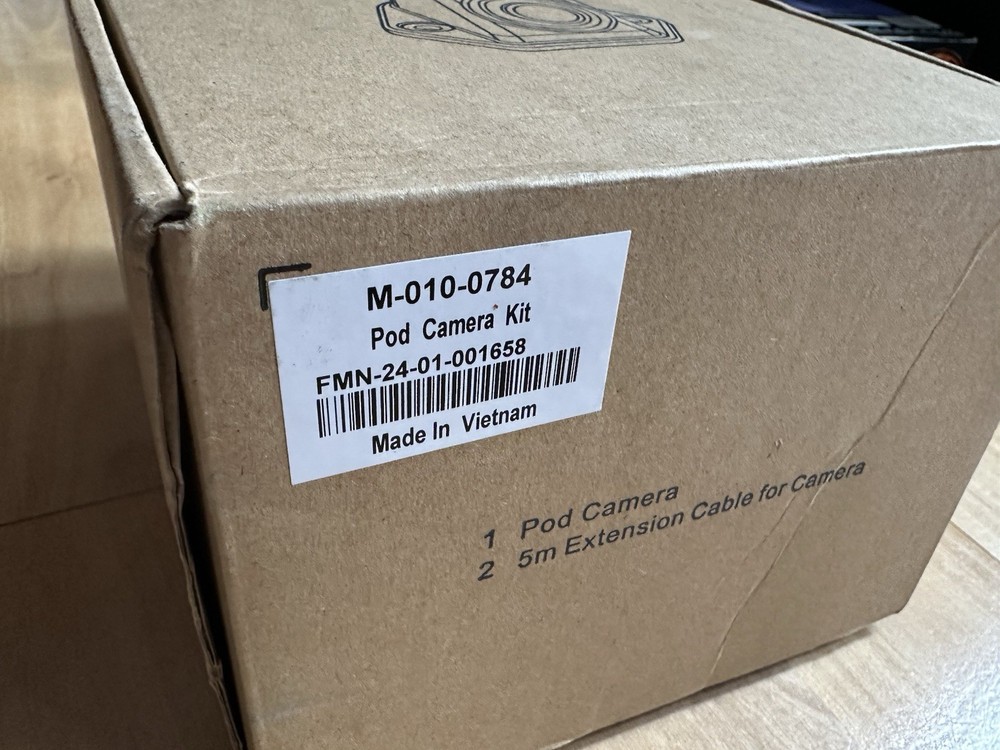 M-010-0784
Pod Camera Kit
FMN-24-01-001658
Made In Vietnam
1 Pod Camera
2 5m Extension Cable for Camera